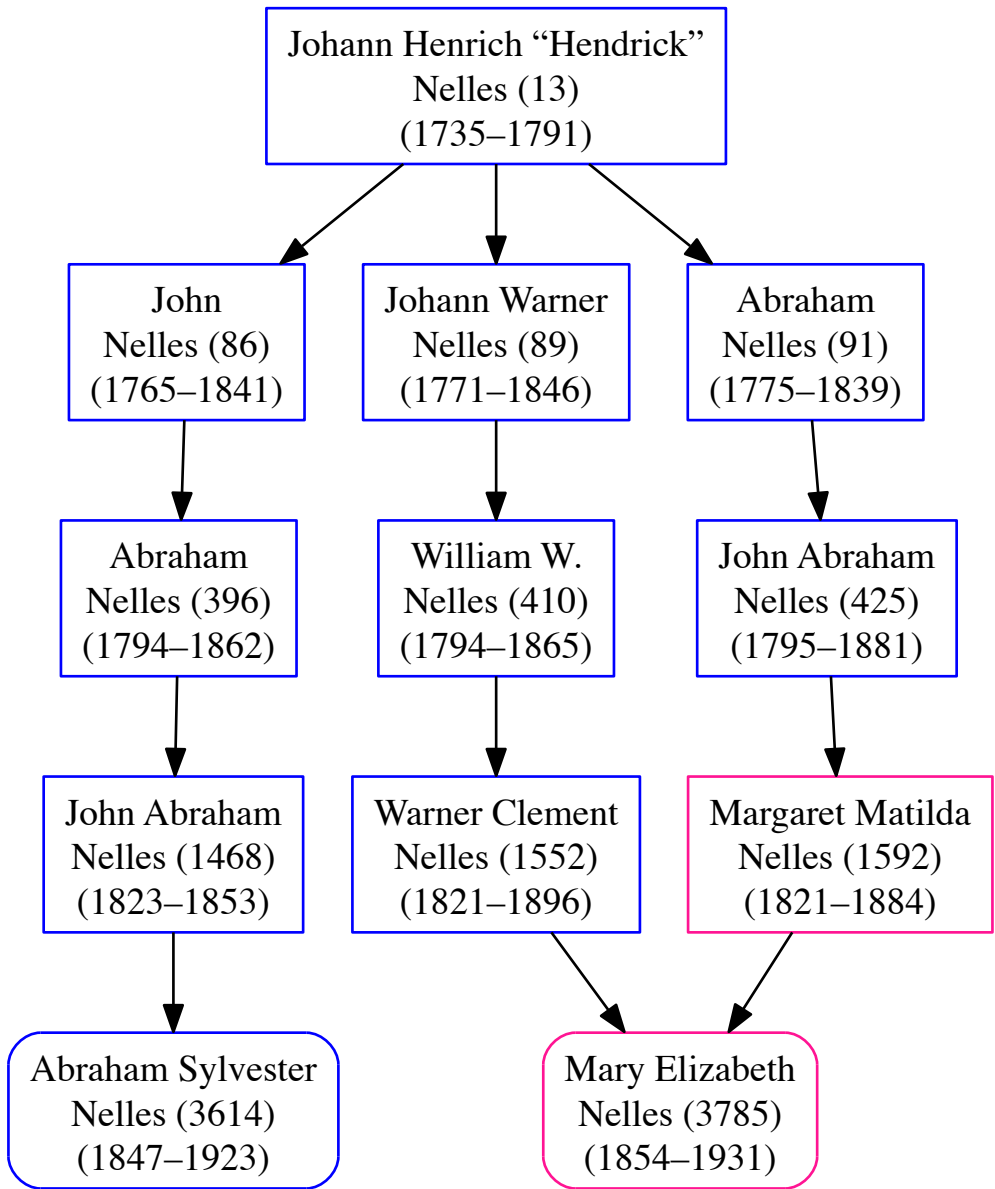 Johann Henrich “Hendrick”
Nelles (13)
(1735–1791)
John
Nelles (86)
(1765–1841)
Johann Warner
Nelles (89)
(1771–1846)
Abraham
Nelles (91)
(1775–1839)
Abraham
Nelles (396)
(1794–1862)
William W.
Nelles (410)
(1794–1865)
John Abraham
Nelles (425)
(1795–1881)
John Abraham
Nelles (1468)
(1823–1853)
Warner Clement
Nelles (1552)
(1821–1896)
Margaret Matilda
Nelles (1592)
(1821–1884)
Abraham Sylvester
Nelles (3614)
(1847–1923)
Mary Elizabeth
Nelles (3785)
(1854–1931)